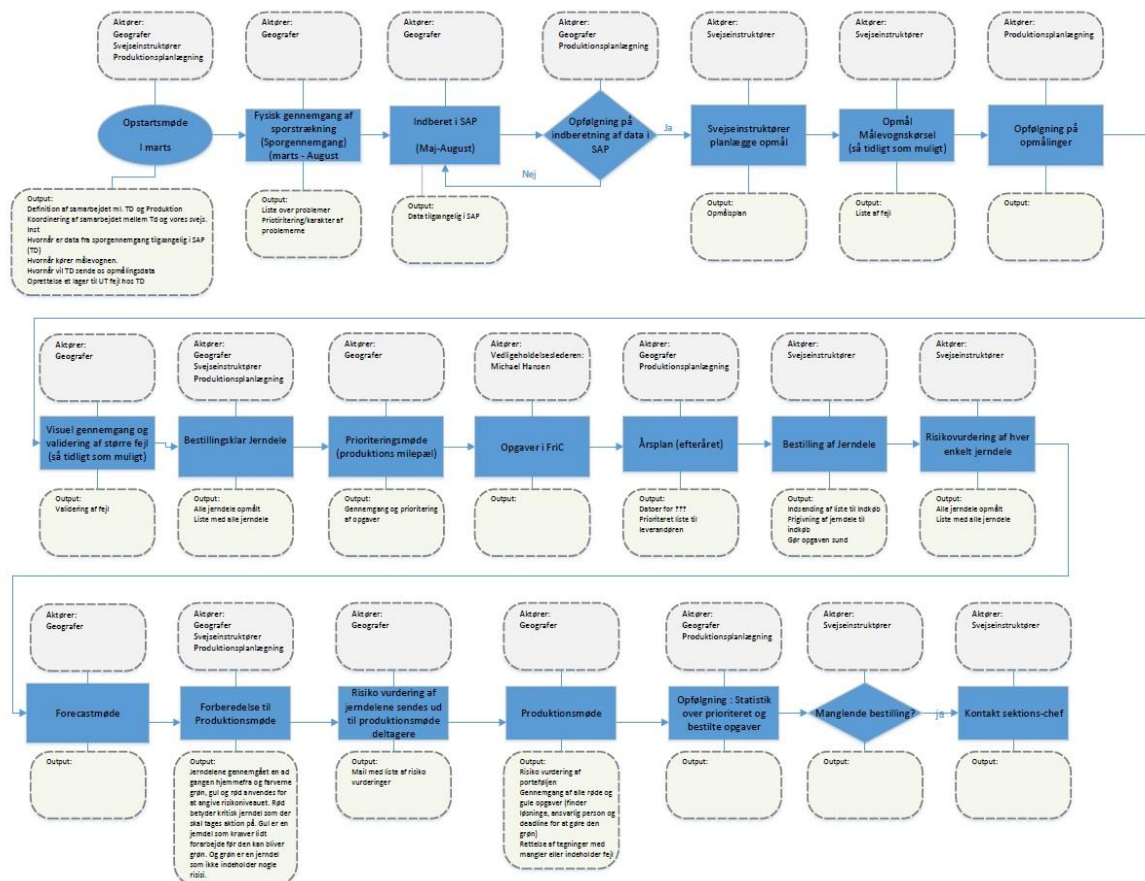 Aktører:
Geografer
Svejseinstruktører
Produktionsplanlægning
Aktører:
Geografer
Aktører:
Geografer
Aktører:
Geografer
Produktionsplanlægning
Aktører:
Svejseinstruktører
Aktører:
Svejseinstruktører
Aktører:
Produktionsplanlægning
Opstartsmøde
I marts
Fysisk gennemgang af
sporstrækning
(Sporgennemgang)
(marts - August
Indberet i SAP
(Maj-August)
Opfølgning på
indberetning af data i
SAP
Ja
Nej
Svejseinstruktører
planlægge opmål
Opmål
Målevognskørsel
(så tidligt som muligt)
Opfølgning på
opmålinger
Output:
Definition af samarbejdet ml. TD og Produktion
Koordinering af samarbejdet mellem Td og vores svejs.
Inst
Hvornår er data fra sporgennemgang tilgængelig i SAP
(TD)
Hvornår kører målevognen.
Hvornår vil TD sende os opmålingsdata
Oprettelse et lager til UT fejl hos TD
Output:
Liste over problemer
Priotitering/karakter af
problemerne
Output:
Data tilgængelig i SAP
Output:
Opmålsplan
Output:
Liste af fejl
Output:
Aktører:
Geografer
Aktører:
Geografer
Svejseinstruktører
Produktionsplanlægning
Aktører:
Geografer
Aktører:
Vedligeholdelseslederen:
Michael Hansen
Aktører:
Geografer
Produktionsplanlægning
Aktører:
Svejseinstruktører
Aktører:
Svejseinstruktører
Visuel gennemgang og
validering af større fejl
(så tidligt som muligt)
Bestillingsklar Jerndele
Prioriteringsmøde
(produktions milepæl)
Opgaver i FriC
Årsplan (efteråret)
Bestilling af Jerndele
Risikovurdering af hver
enkelt jerndele
Output:
Validering af fejl
Output:
Alle jerndele opmålt
Liste med alle jerndele
Output:
Gennemgang og prioritering
af opgaver
Output:
Output:
Datoer for ???
Prioriteret liste til
leverandøren
Output:
Indsending af liste til Indkøb
Frigivning af jerndele til
indkøb
Gør opgaven sund
Output:
Alle jerndele opmålt
Liste med alle jerndele
Aktører:
Geografer
Aktører:
Geografer
Svejseinstruktører
Produktionsplanlægning
Aktører:
Geografer
Aktører:
Geografer
Aktører:
Geografer
Produktionsplanlægning
Aktører:
Svejseinstruktører
Aktører:
Svejseinstruktører
Forecastmøde
Forberedelse til
Produktionsmøde
Risiko vurdering af
jerndelene sendes ud
til produktionsmøde
deltagere
Produktionsmøde
Opfølgning : Statistik
over prioriteret og
bestilte opgaver
Manglende bestilling?
ja
Kontakt sektions-chef
Output:
Output:
Jerndelene gennemgået en ad
gangen hjemmefra og farverne
grøn, gul og rød anvendes for
at angive risikoniveauet. Rød
betyder kritisk jerndel som der
skal tages aktion på. Gul er en
jerndel som kræver lidt
forarbejde før den kan bliver
grøn. Og grøn er en jerndel
som ikke indeholder nogle
risisi.
Output:
Mail med liste af risiko
vurderinger
Output:
Risiko vurdering af
porteføljen
Gennemgang af alle røde og
gule opgaver (finder
løsninge, ansvarlig person og
deadline for at gøre den
grøn)
Rettelse af tegninger med
mangler eller indeholder fejl
Output:
Output:
Output: